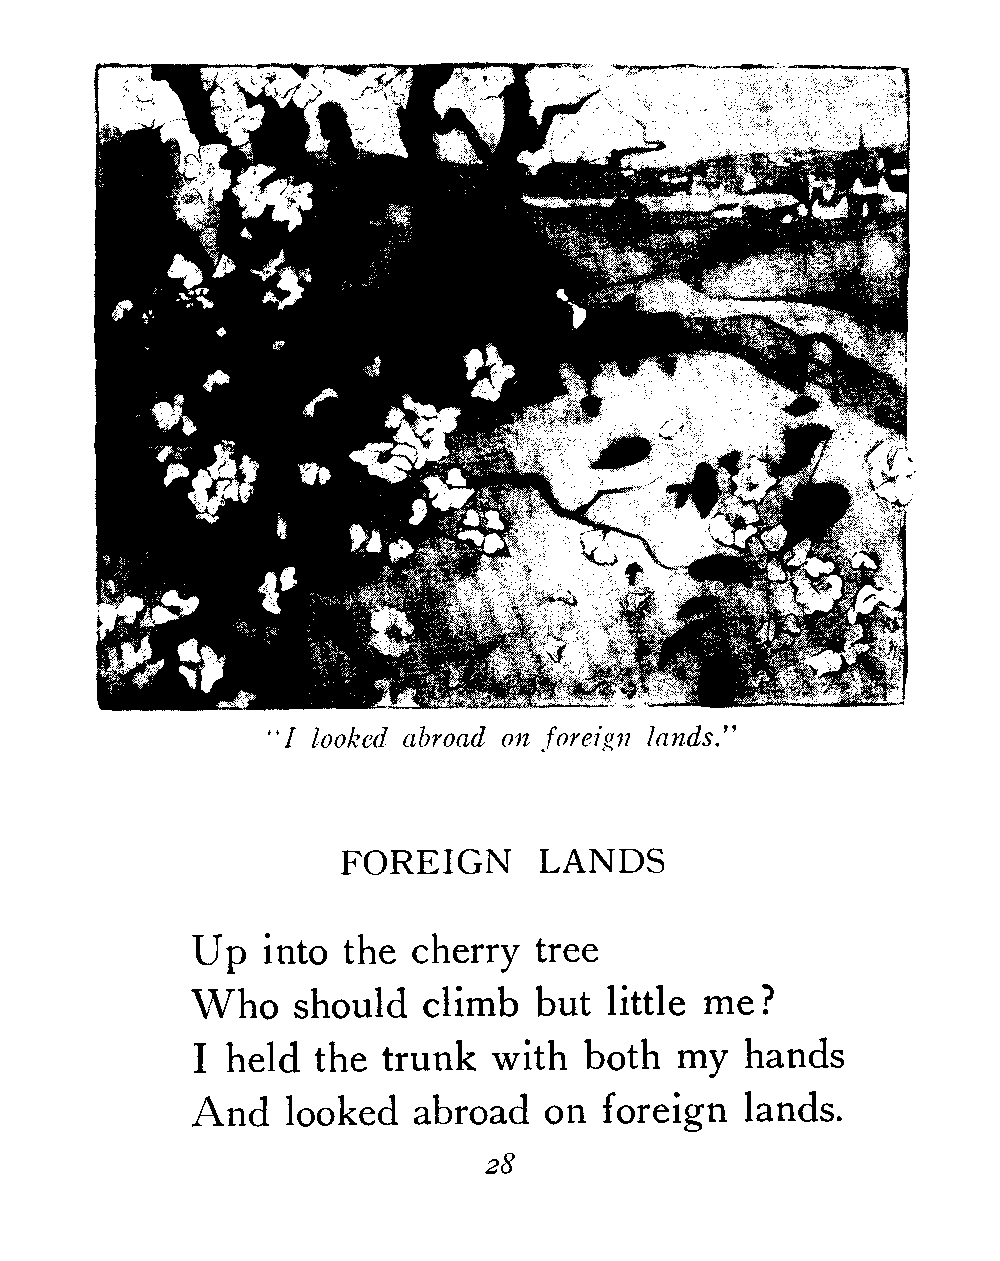 "I looked abroad on foreign lands."
FOREIGN LANDS
Up into the cherry tree
Who should climb but little me?
I held the trunk with both my hands
And looked abroad on foreign lands.
28